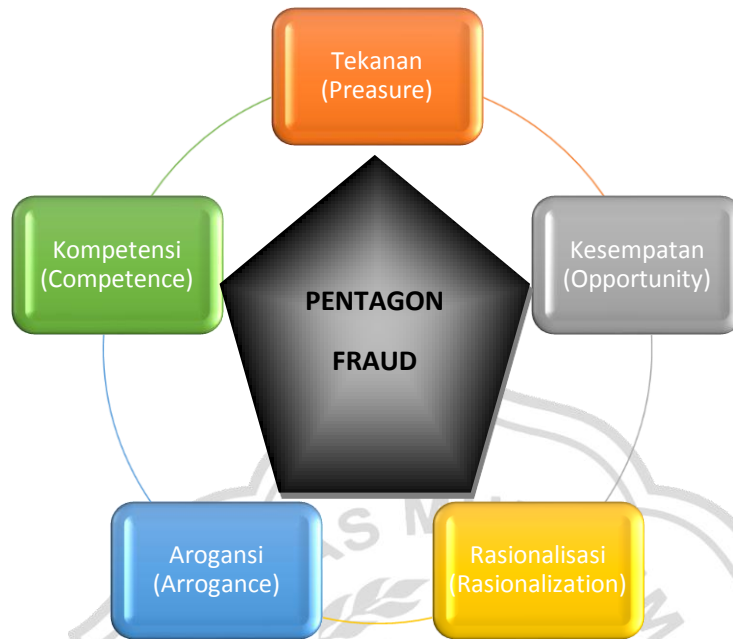 Tekanan
(Preasure)
Kompetensi
(Competence)
Kesempatan
(Opportunity)
PENTAGON
FRAUD
Arogansi
(Arrogance)
Rasionalisasi
(Rasionalization)